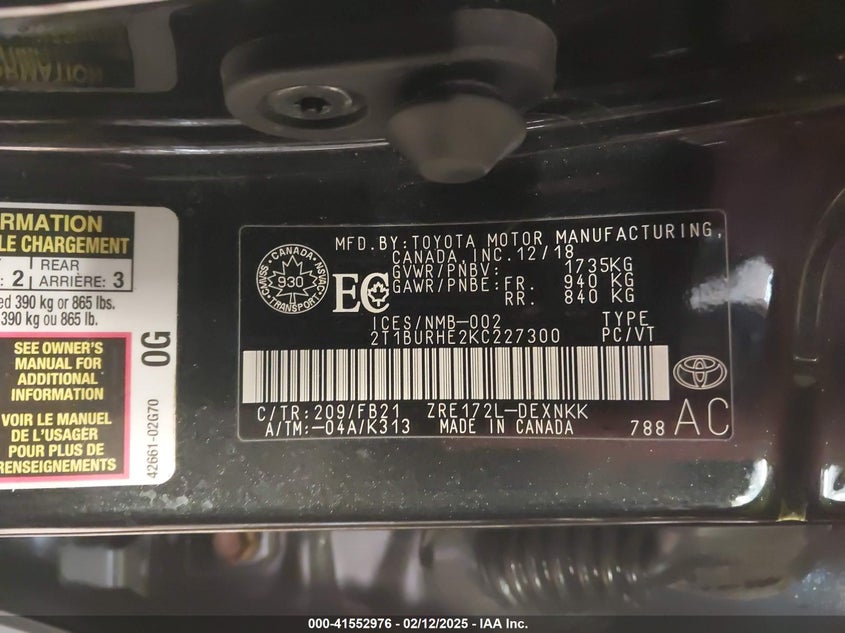 RMATION
LE CHARGEMENT
: 2
REAR
ARRIÈRE: 3
ed 390 kg or 865 lbs.
390 kg ou 865 lb.
SEE OWNER'S
MANUAL FOR
ADDITIONAL
INFORMATION
VOIR LE MANUEL
DE L'USAGER
POUR PLUS DE
RENSEIGNEMENTS
0G
42661-02G70
MFD.BY:TOYOTA MOTOR MANUFACTURING,
CANADA,INC.12/18
GVWR/PNBV: 1735KG
GAWR/PNBE:FR. 940 KG
RR. 840 KG
CANADA
930
TRANSPORT
EC
ICES/NMB-002 TYPE
2T1BURHE2KC227300 PC/VT
C/TR:209/FB21 ZRE172L-DEXNKK
A/TM:-04A/K313 MADE IN CANADA
788 AC
000-41552976 - 02/12/2025 - IAA Inc.